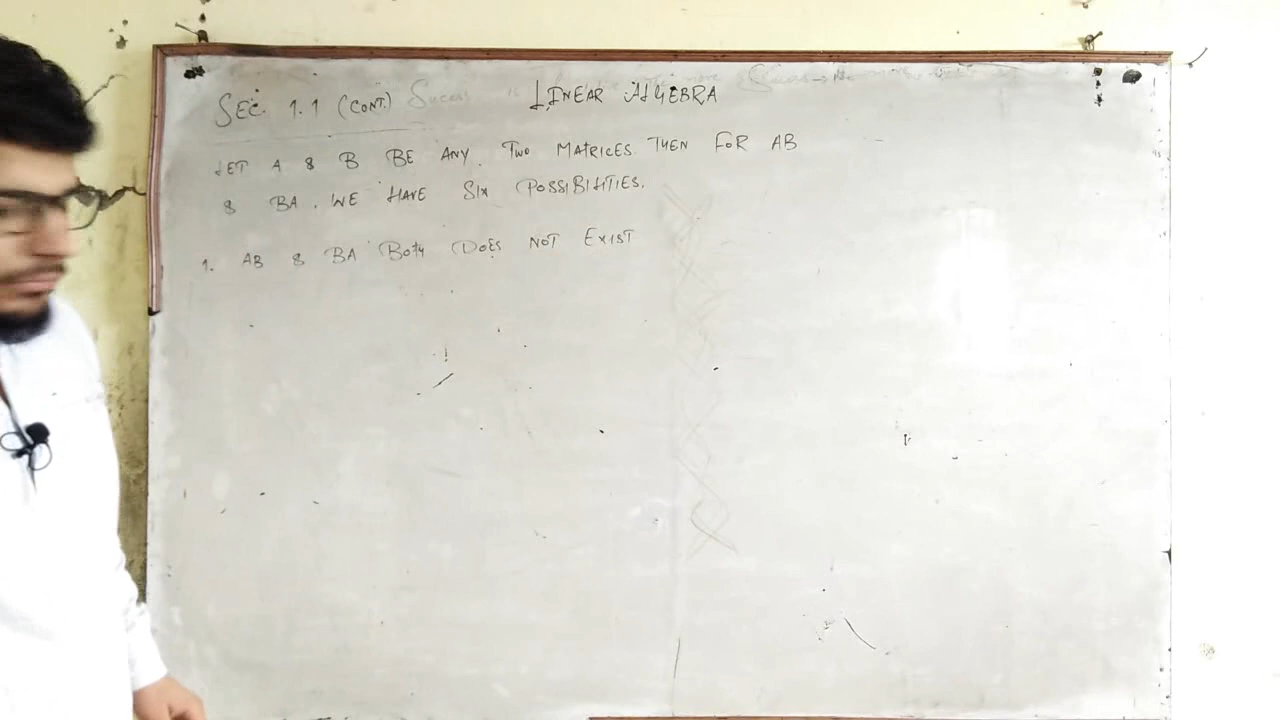 SEC. 1.1 (CONT.) LINEAR ALGEBRA
LET A & B BE ANY TWO MATRICES THEN FOR AB
& BA. WE HAVE SIX POSSIBILITIES.
1. AB & BA BOTH DOES NOT EXIST